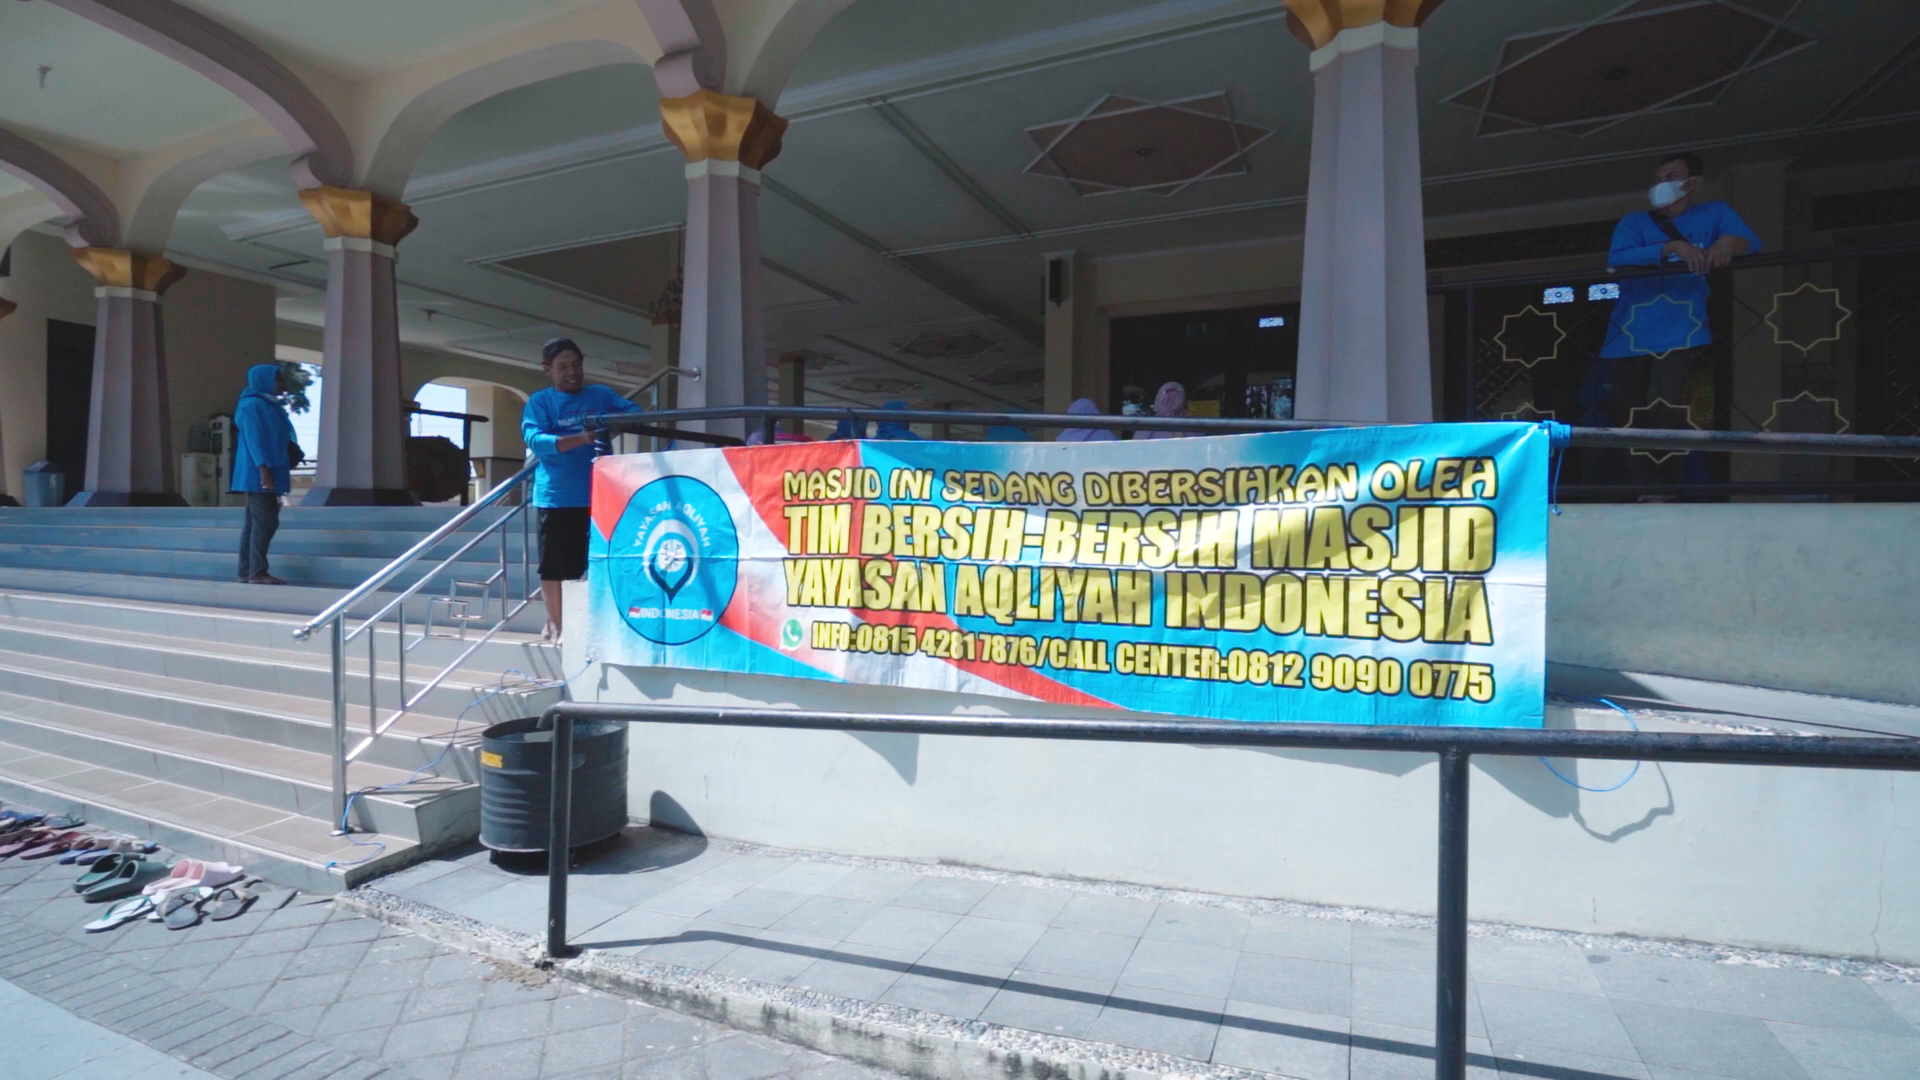 YAYASAN AQLIYAH
INDONESIA
MASJID INI SEDANG DIBERSIHKAN OLEH
TIM BERSIH-BERSIH MASJID
YAYASAN AQLIYAH INDONESIA
INFO:0815 4281 7876/CALL CENTER:0812 9090 0775